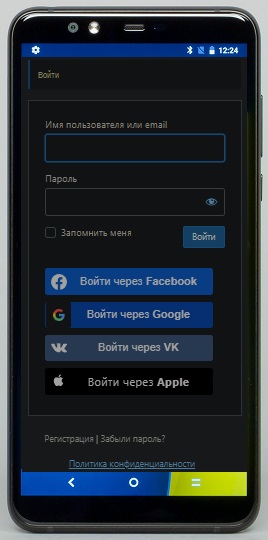 12:24
Войти
Имя пользователя или email
Пароль
Запомнить меня
Войти
Войти через Facebook
Войти через Google
Войти через VK
Войти через Apple
Регистрация | Забыли пароль?
Политика конфиденциальности